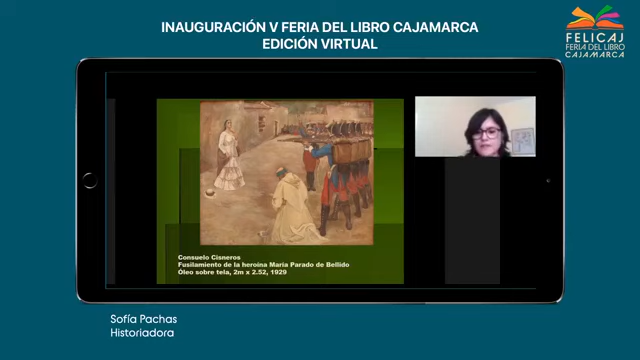 INAUGURACIÓN V FERIA DEL LIBRO CAJAMARCA
EDICIÓN VIRTUAL
FELICAJ
FERIA DEL LIBRO
CAJAMARCA
Consuelo Cisneros
Fusilamiento de la heroína María Parado de Bellido
Óleo sobre tela, 2m x 2.52, 1929
Sofía Pachas
Historiadora